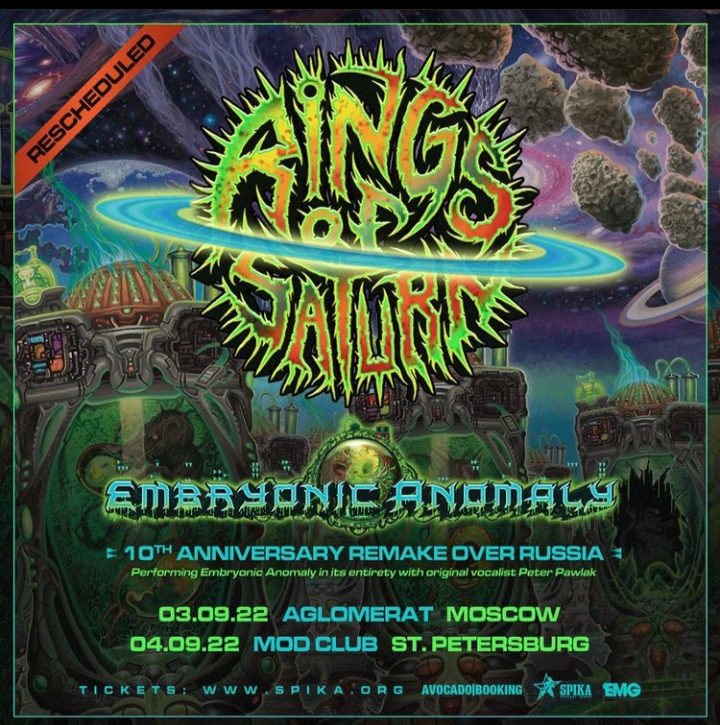 RESCHEDULED
RINGS
OF
SATURN
EMBRYONIC ANOMALY
10TH ANNIVERSARY REMAKE OVER RUSSIA
Performing Embryonic Anomaly in its entirety with original vocalist Peter Pawlak
03.09.22 AGLOMERAT MOSCOW
04.09.22 MOD CLUB ST. PETERSBURG
TICKETS: WWW.SPIKA.ORG AVOCADO|BOOKING SPIKA EMG